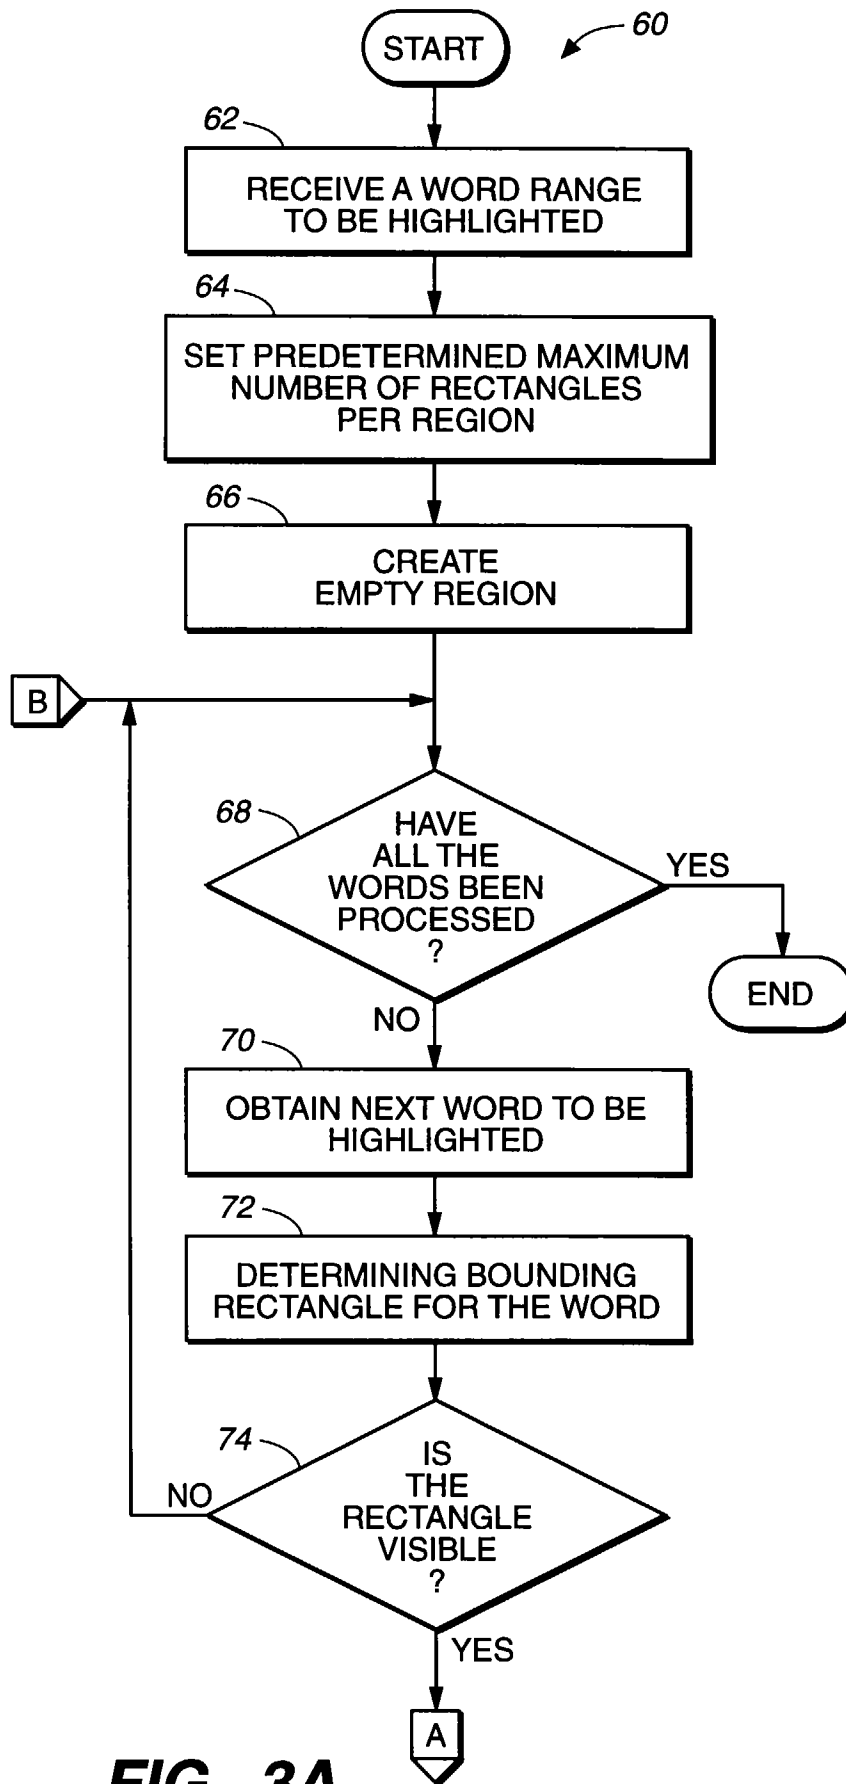 START
60
62
RECEIVE A WORD RANGE
TO BE HIGHLIGHTED
64
SET PREDETERMINED MAXIMUM
NUMBER OF RECTANGLES
PER REGION
66
CREATE
EMPTY REGION
B
68
HAVE
ALL THE
WORDS BEEN
PROCESSED
?
YES
END
NO
70
OBTAIN NEXT WORD TO BE
HIGHLIGHTED
72
DETERMINING BOUNDING
RECTANGLE FOR THE WORD
74
IS
THE
RECTANGLE
VISIBLE
?
NO
YES
A
FIG._3A